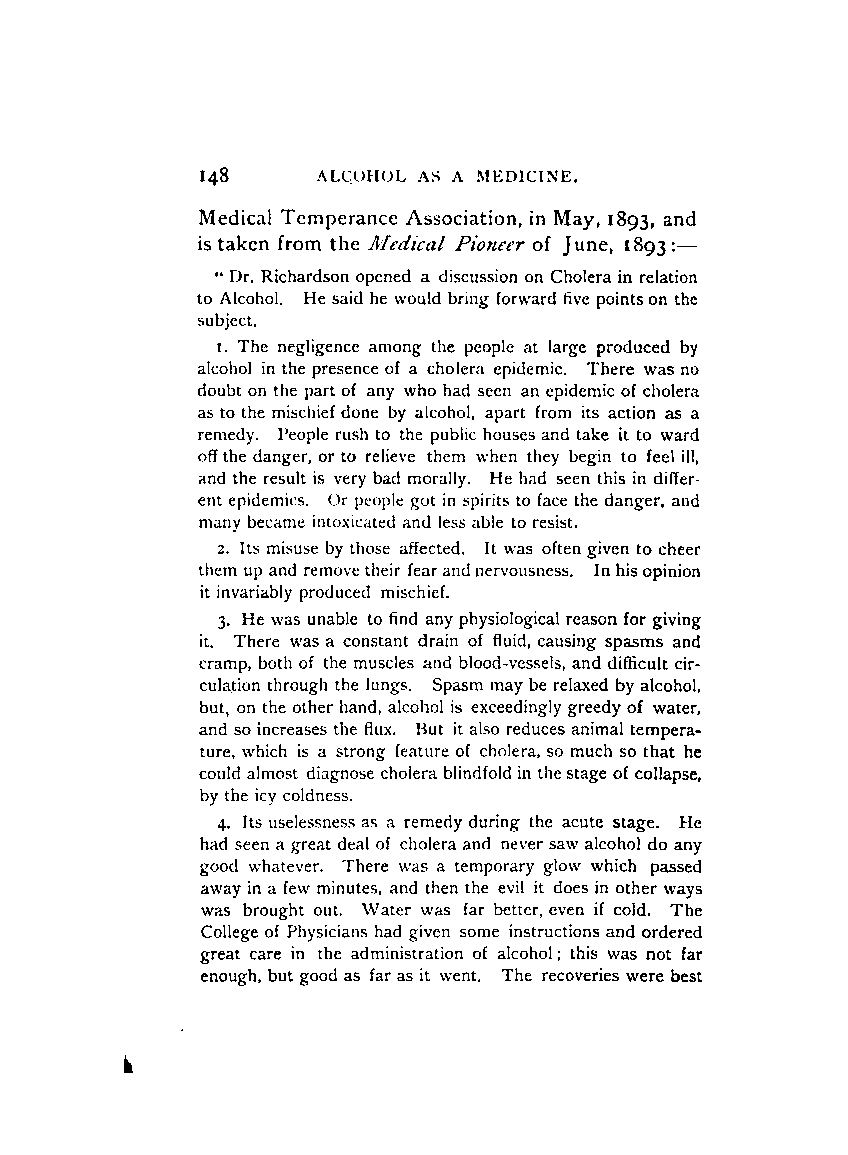 148 ALCOHOL AS A MEDICINE.
Medical Temperance Association, in May, 1893, and
is taken from the Medical Pioneer of June, 1893:—
“ Dr. Richardson opened a discussion on Cholera in relation
to Alcohol. He said he would bring forward five points on the
subject.
1. The negligence among the people at large produced by
alcohol in the presence of a cholera epidemic. There was no
doubt on the part of any who had seen an epidemic of cholera
as to the mischief done by alcohol, apart from its action as a
remedy. People rush to the public houses and take it to ward
off the danger, or to relieve them when they begin to feel ill,
and the result is very bad morally. He had seen this in differ-
ent epidemics. Or people got in spirits to face the danger, and
many became intoxicated and less able to resist.
2. Its misuse by those affected. It was often given to cheer
them up and remove their fear and nervousness. In his opinion
it invariably produced mischief.
3. He was unable to find any physiological reason for giving
it. There was a constant drain of fluid, causing spasms and
cramp, both of the muscles and blood-vessels, and difficult cir-
culation through the lungs. Spasm may be relaxed by alcohol,
but, on the other hand, alcohol is exceedingly greedy of water,
and so increases the flux. But it also reduces animal tempera-
ture, which is a strong feature of cholera, so much so that he
could almost diagnose cholera blindfold in the stage of collapse,
by the icy coldness.
4. Its uselessness as a remedy during the acute stage. He
had seen a great deal of cholera and never saw alcohol do any
good whatever. There was a temporary glow which passed
away in a few minutes, and then the evil it does in other ways
was brought out. Water was far better, even if cold. The
College of Physicians had given some instructions and ordered
great care in the administration of alcohol; this was not far
enough, but good as far as it went. The recoveries were best